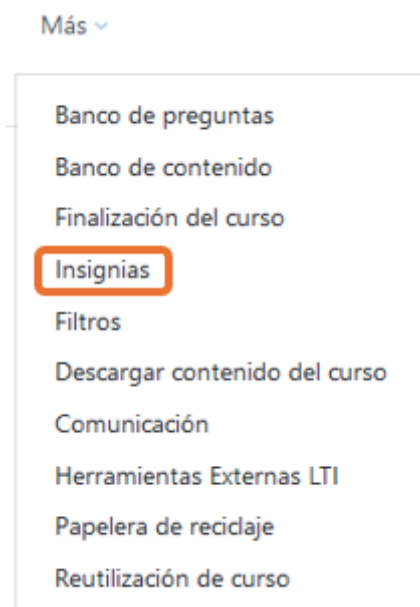 Más
Banco de preguntas
Banco de contenido
Finalización del curso
Insignias
Filtros
Descargar contenido del curso
Comunicación
Herramientas Externas LTI
Papelera de reciclaje
Reutilización de curso